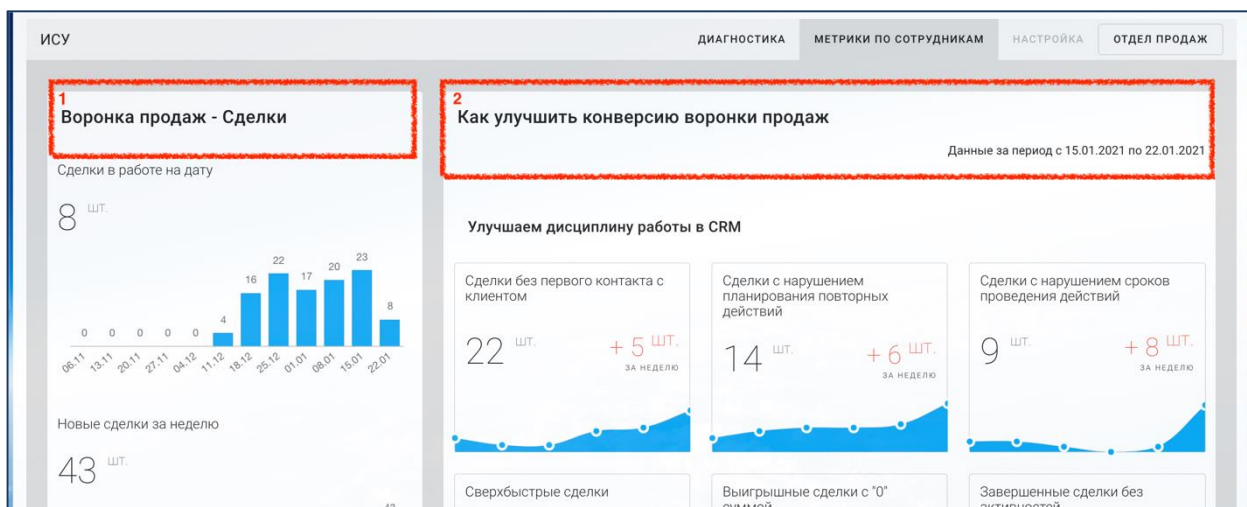 ИСУ
ДИАГНОСТИКА
МЕТРИКИ ПО СОТРУДНИКАМ
НАСТРОЙКА
ОТДЕЛ ПРОДАЖ
1
Воронка продаж - Сделки
Сделки в работе на дату
8 ШТ.
0 0 0 0 0 4 16 22 17 20 23 8
06.11 13.11 20.11 27.11 04.12 11.12 18.12 25.12 01.01 08.01 15.01 22.01
Новые сделки за неделю
43 ШТ.
2
Как улучшить конверсию воронки продаж
Данные за период с 15.01.2021 по 22.01.2021
Улучшаем дисциплину работы в CRM
Сделки без первого контакта с
клиентом
22 ШТ. + 5 ШТ.
ЗА НЕДЕЛЮ
Сделки с нарушением
планирования повторных
действий
14 ШТ. + 6 ШТ.
ЗА НЕДЕЛЮ
Сделки с нарушением сроков
проведения действий
9 ШТ. + 8 ШТ.
ЗА НЕДЕЛЮ
Сверхбыстрые сделки
Выигрышные сделки с "0"
суммой
Завершенные сделки без
активностей